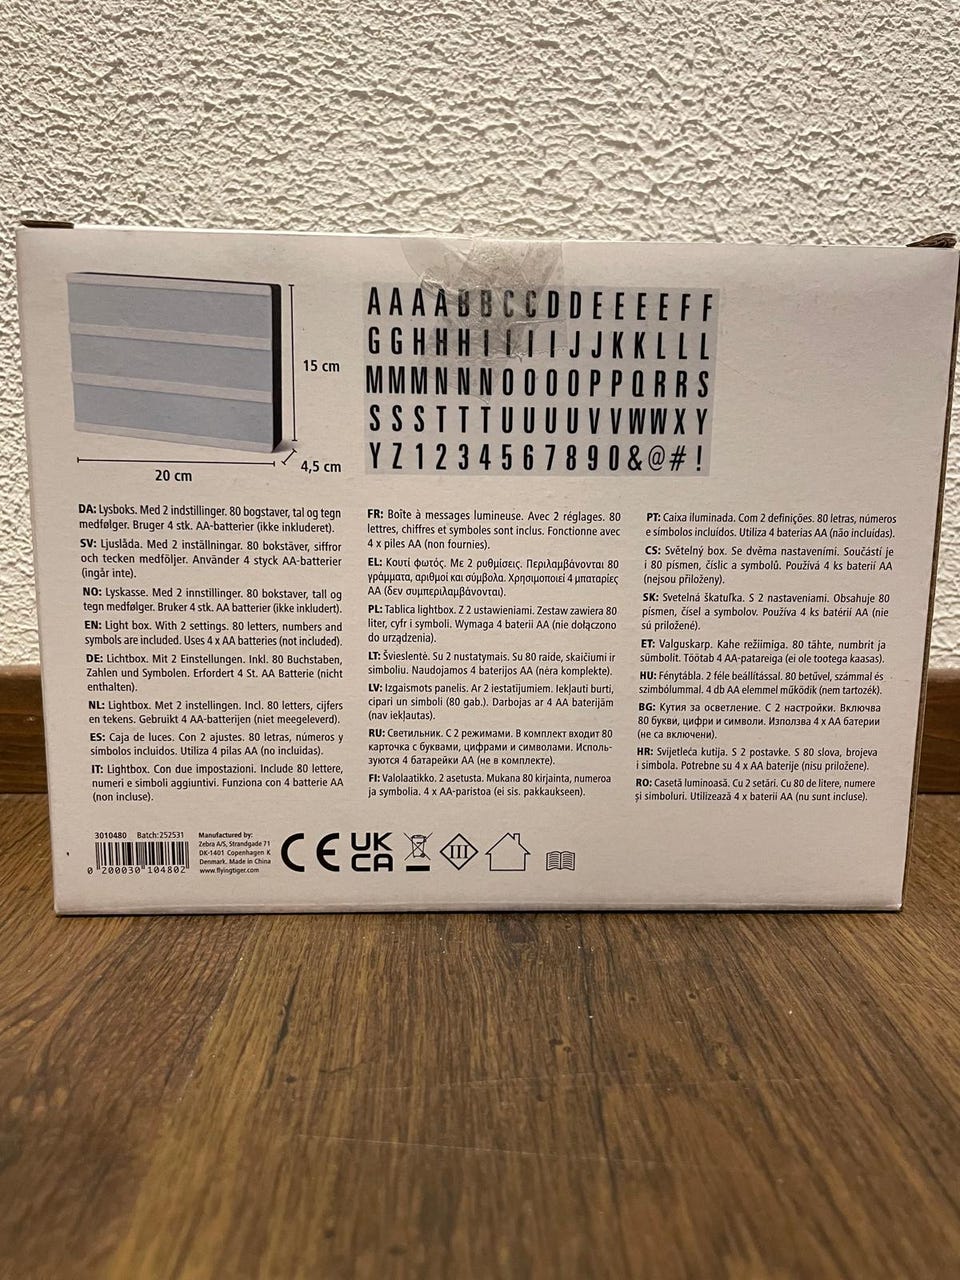 15 cm
20 cm
4,5 cm
A A A A B B C C D D E E E E F F
G G H H H I I I I J J K K L L L
M M M N N N O O O O P P Q R R S
S S S T T T U U U U V V W W X Y
Y Z 1 2 3 4 5 6 7 8 9 0 & @ # !
DA: Lysboks. Med 2 indstillinger. 80 bogstaver, tal og tegn
medfølger. Bruger 4 stk. AA-batterier (ikke inkluderet).
SV: Ljuslåda. Med 2 inställningar. 80 bokstäver, siffror
och tecken medföljer. Använder 4 styck AA-batterier
(ingår inte).
NO: Lyskasse. Med 2 innstillinger. 80 bokstaver, tall og
tegn medfølger. Bruker 4 stk. AA batterier (ikke inkludert).
EN: Light box. With 2 settings. 80 letters, numbers and
symbols are included. Uses 4 x AA batteries (not included).
DE: Lichtbox. Mit 2 Einstellungen. Inkl. 80 Buchstaben,
Zahlen und Symbolen. Erfordert 4 St. AA Batterie (nicht
enthalten).
NL: Lightbox. Met 2 instellingen. Incl. 80 letters, cijfers
en tekens. Gebruikt 4 AA-batterijen (niet meegeleverd).
ES: Caja de luces. Con 2 ajustes. 80 letras, números y
símbolos incluidos. Utiliza 4 pilas AA (no incluidas).
IT: Lightbox. Con due impostazioni. Include 80 lettere,
numeri e simboli aggiuntivi. Funziona con 4 batterie AA
(non incluse).
FR: Boîte à messages lumineuse. Avec 2 réglages. 80
lettres, chiffres et symboles sont inclus. Fonctionne avec
4 x piles AA (non fournies).
EL: Κουτί φωτός. Με 2 ρυθμίσεις. Περιλαμβάνονται 80
γράμματα, αριθμοί και σύμβολα. Χρησιμοποιεί 4 μπαταρίες
AA (δεν συμπεριλαμβάνονται).
PL: Tablica lightbox. Z 2 ustawieniami. Zestaw zawiera 80
liter, cyfr i symboli. Wymaga 4 baterii AA (nie dołączono
do urządzenia).
LT: Švieslentė. Su 2 nustatymais. Su 80 raide, skaičiumi ir
simboliu. Naudojamos 4 baterijos AA (nėra komplekte).
LV: Izgaismots panelis. Ar 2 iestatījumiem. Iekļauti burti,
cipari un simboli (80 gab.). Darbojas ar 4 AA baterijām
(nav iekļautas).
RU: Светильник. С 2 режимами. В комплект входит 80
карточка с буквами, цифрами и символами. Исполь-
зуются 4 батарейки АА (не в комплекте).
FI: Valolaatikko. 2 asetusta. Mukana 80 kirjainta, numeroa
ja symbolia. 4 x AA-paristoa (ei sis. pakkaukseen).
PT: Caixa iluminada. Com 2 definições. 80 letras, números
e símbolos incluídos. Utiliza 4 baterias AA (não incluídas).
CS: Světelný box. Se dvěma nastaveními. Součástí je
i 80 písmen, číslic a symbolů. Používá 4 ks baterií AA
(nejsou přiloženy).
SK: Svetelná škatuľka. S 2 nastaveniami. Obsahuje 80
písmen, čísel a symbolov. Používa 4 ks batérií AA (nie
sú priložené).
ET: Valguskarp. Kahe režiimiga. 80 tähte, numbrit ja
sümbolit. Töötab 4 AA-patareiga (ei ole tootega kaasas).
HU: Fénytábla. 2 féle beállítással. 80 betűvel, számmal és
szimbólummal. 4 db AA elemmel működik (nem tartozék).
BG: Кутия за осветление. С 2 настройки. Включва
80 букви, цифри и символи. Използва 4 x AA батерии
(не са включени).
HR: Svijetleća kutija. S 2 postavke. S 80 slova, brojeva
i simbola. Potrebne su 4 x AA baterije (nisu priložene).
RO: Casetă luminoasă. Cu 2 setări. Cu 80 de litere, numere
și simboluri. Utilizează 4 x baterii AA (nu sunt incluse).
3010480 Batch:252531
0 200030 104802
Manufactured by:
Zebra A/S, Strandgade 71
DK-1401 Copenhagen K
Denmark. Made in China
www.flyingtiger.com
CE
UK
CA
III